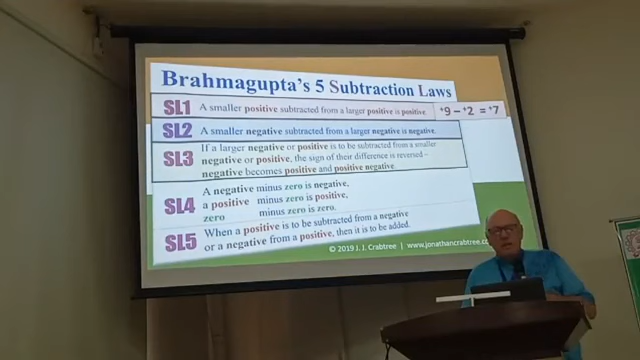 Brahmagupta's 5 Subtraction Laws
SL1 A smaller positive subtracted from a larger positive is positive. +9 − +2 = +7
SL2 A smaller negative subtracted from a larger negative is negative.
SL3 If a larger negative or positive is to be subtracted from a smaller
negative or positive, the sign of their difference is reversed –
negative becomes positive and positive negative.
SL4 A negative minus zero is negative,
a positive minus zero is positive,
zero minus zero is zero.
SL5 When a positive is to be subtracted from a negative
or a negative from a positive, then it is to be added.
© 2019 J. J. Crabtree | www.jonathancrabtree.co